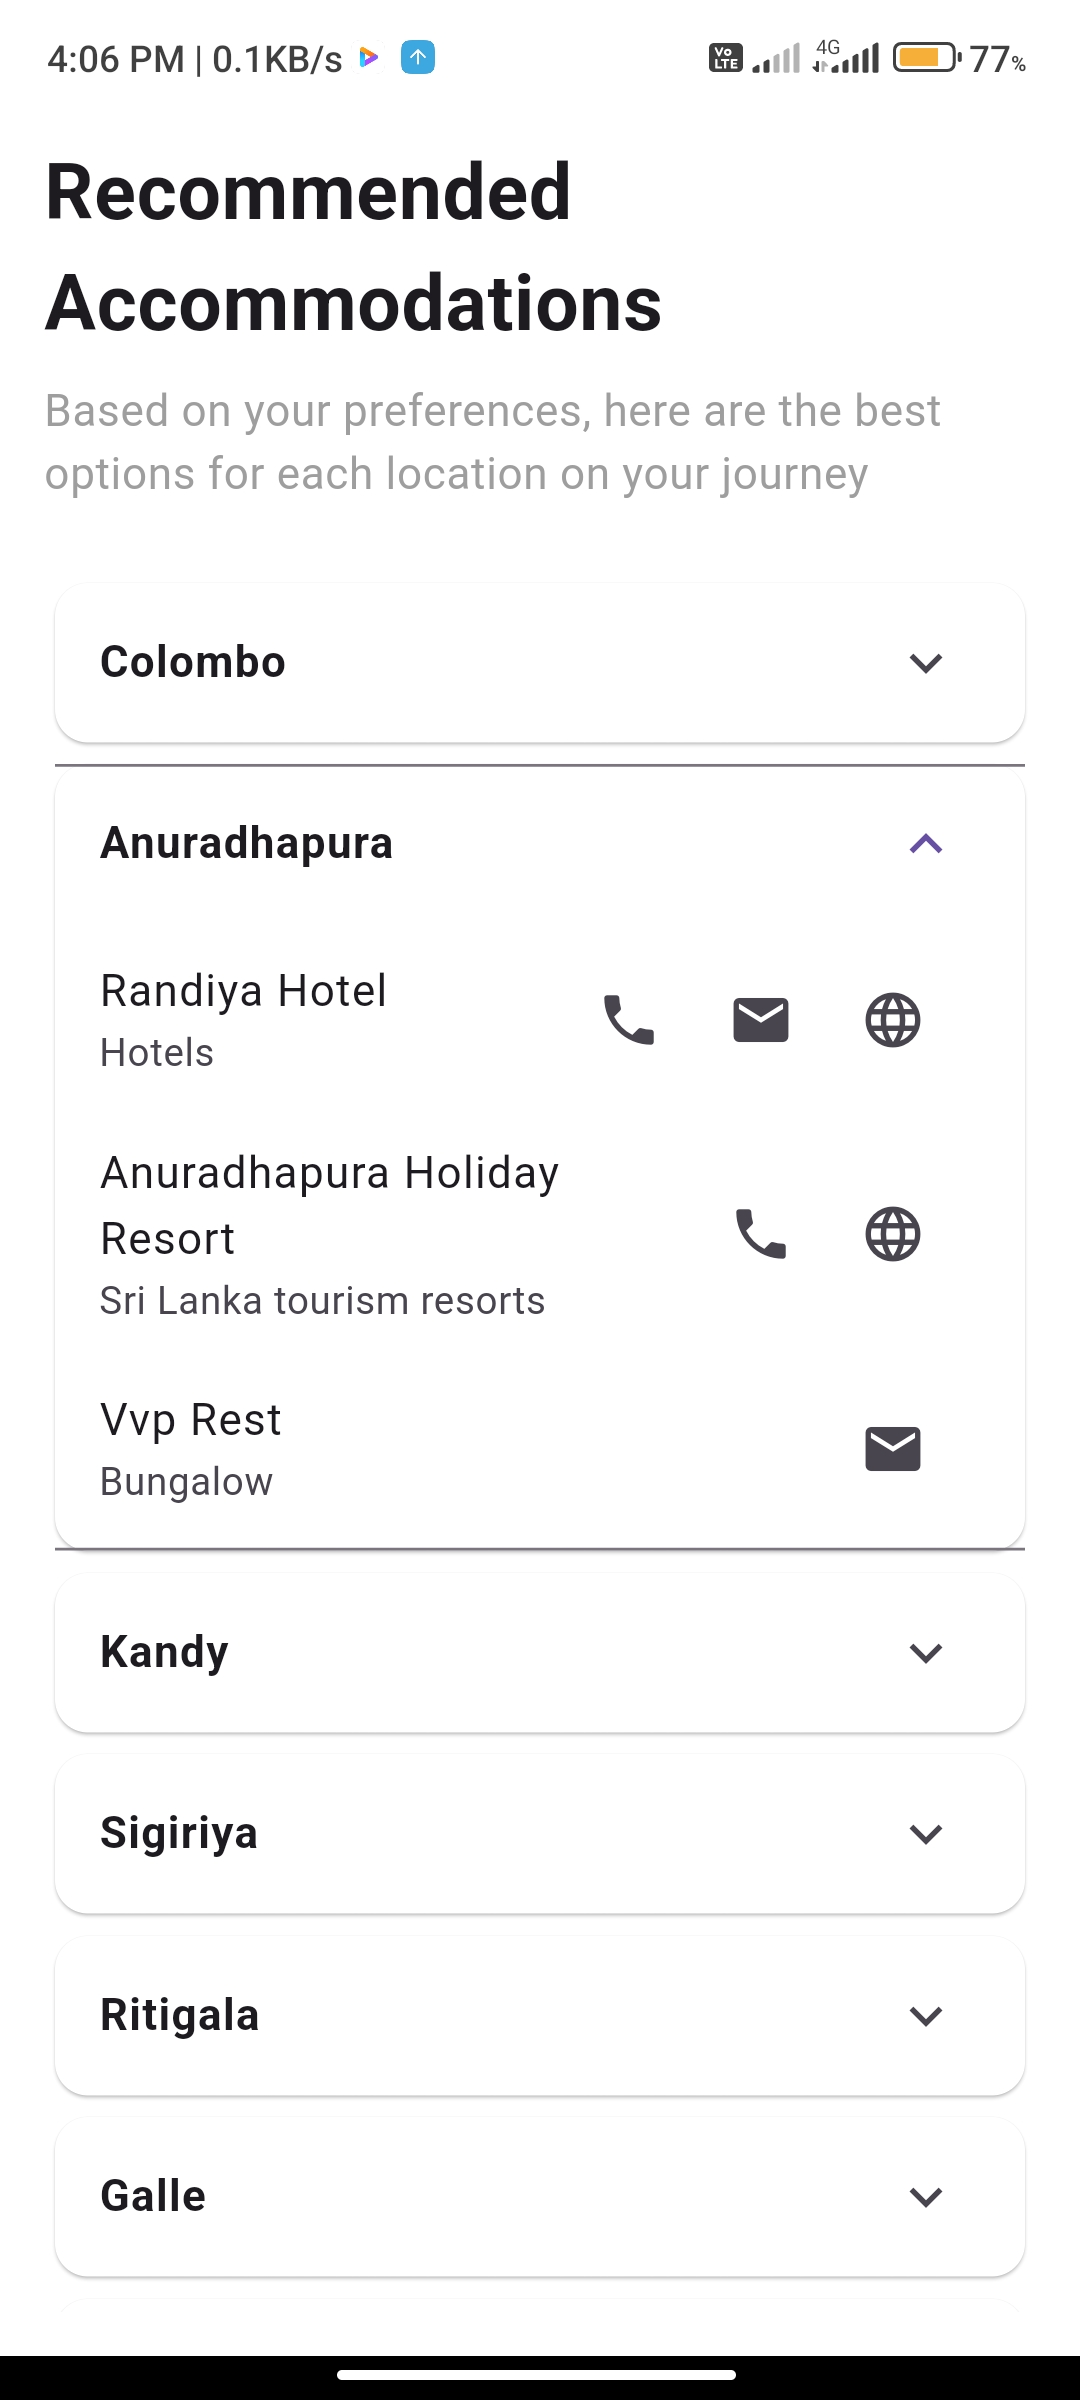 4:06 PM | 0.1KB/s
Vo LTE
4G
77%
Recommended
Accommodations
Based on your preferences, here are the best
options for each location on your journey
Colombo
Anuradhapura
Randiya Hotel
Hotels
Anuradhapura Holiday
Resort
Sri Lanka tourism resorts
Vvp Rest
Bungalow
Kandy
Sigiriya
Ritigala
Galle